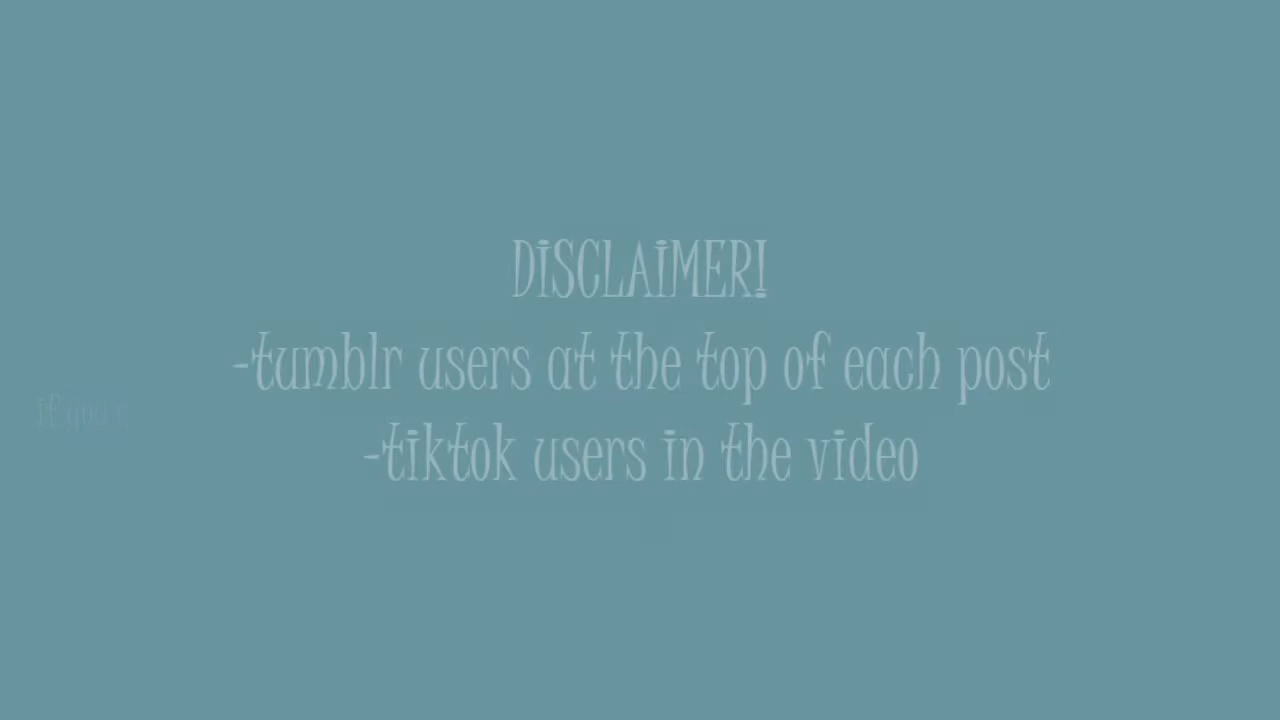 DiSCLAiMER!
-tumblr users at the top of each post
-tiktok users in the video